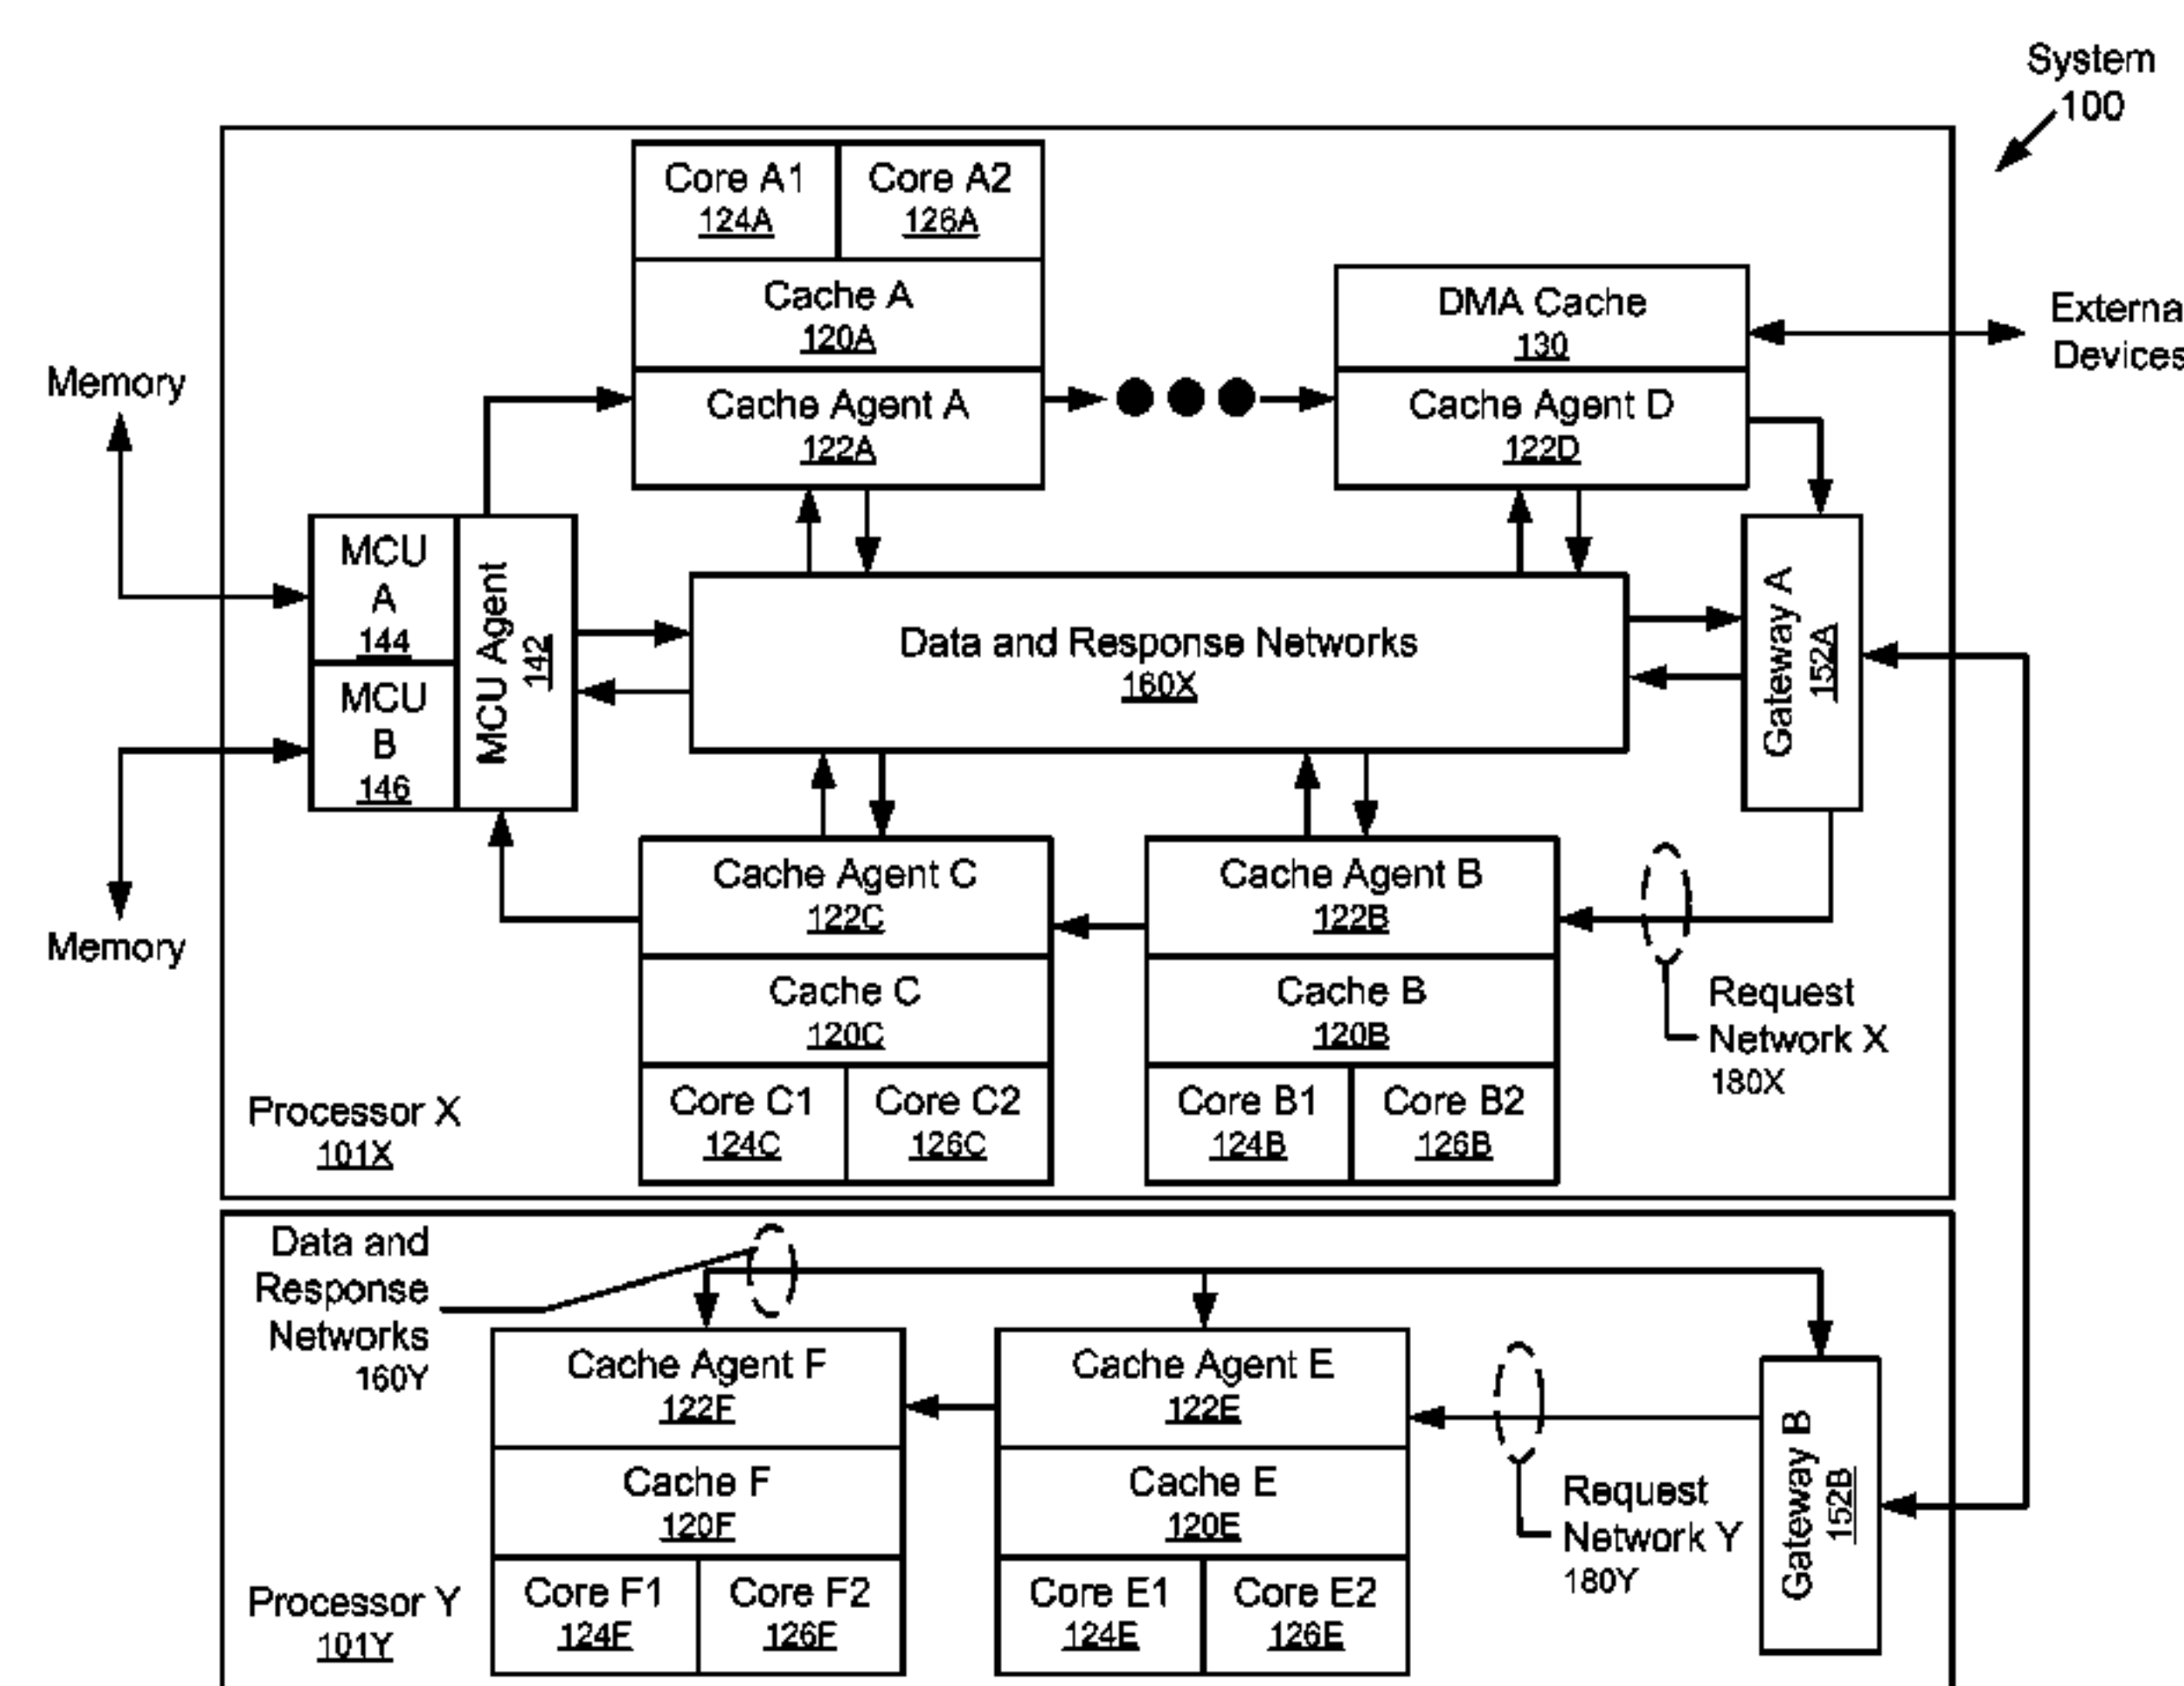 System
100
Core A1
124A
Core A2
126A
Cache A
120A
Cache Agent A
122A
DMA Cache
130
Cache Agent D
122D
Externa
Devices
Memory
MCU
A
144
MCU
B
146
MCU Agent
142
Memory
Data and Response Networks
160X
Gateway A
152A
Cache Agent C
122C
Cache C
120C
Core C1
124C
Core C2
126C
Cache Agent B
122B
Cache B
120B
Core B1
124B
Core B2
126B
Request
Network X
180X
Processor X
101X
Data and
Response
Networks
160Y
Cache Agent F
122F
Cache F
120F
Core F1
124F
Core F2
126F
Cache Agent E
122E
Cache E
120E
Core E1
124E
Core E2
126E
Request
Network Y
180Y
Gateway B
152B
Processor Y
101Y